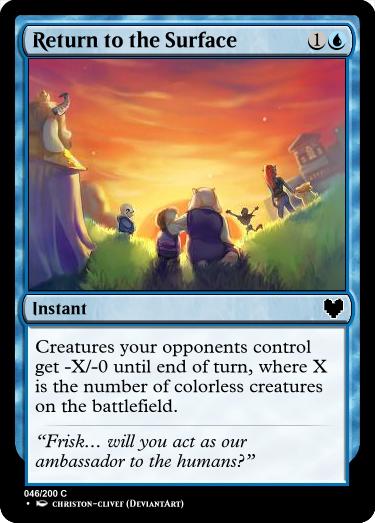 Return to the Surface 1
Instant
Creatures your opponents control
get -X/-0 until end of turn, where X
is the number of colorless creatures
on the battlefield.
“Frisk… will you act as our
ambassador to the humans?”
046/200 C
• christon-clivef (DeviantArt)